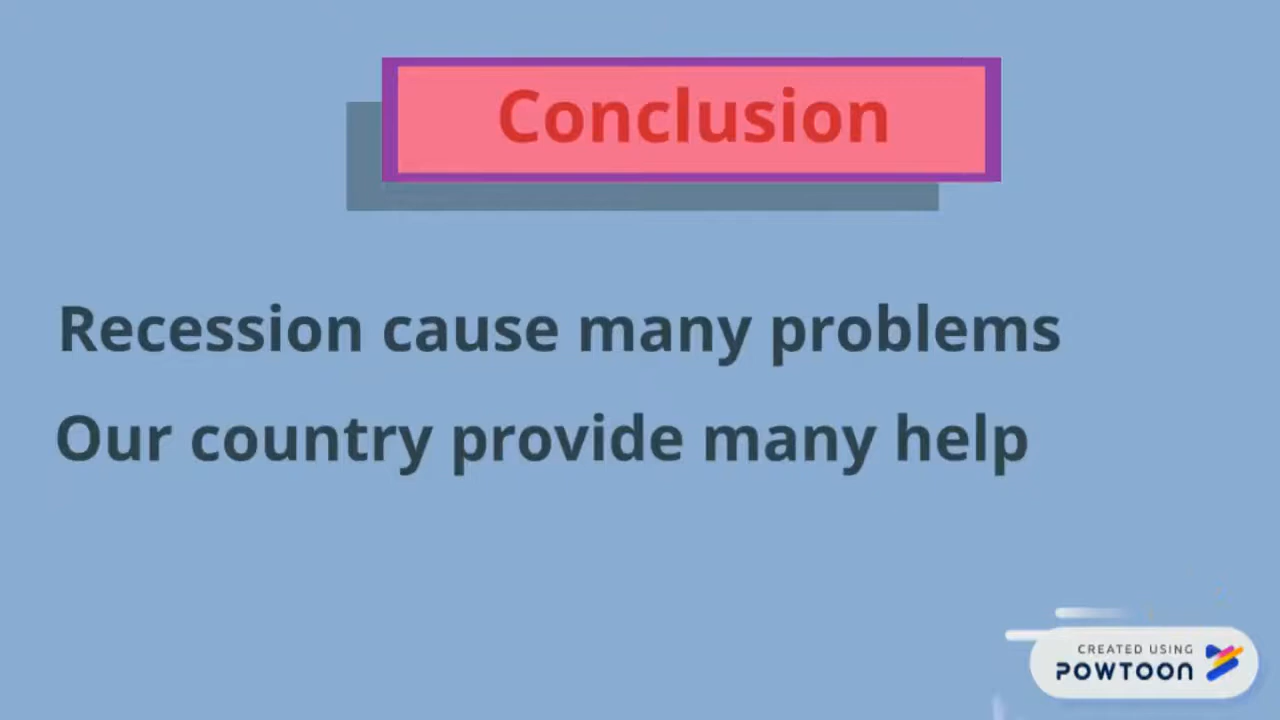 Conclusion
Recession cause many problems
Our country provide many help
CREATED USING
POWTOON